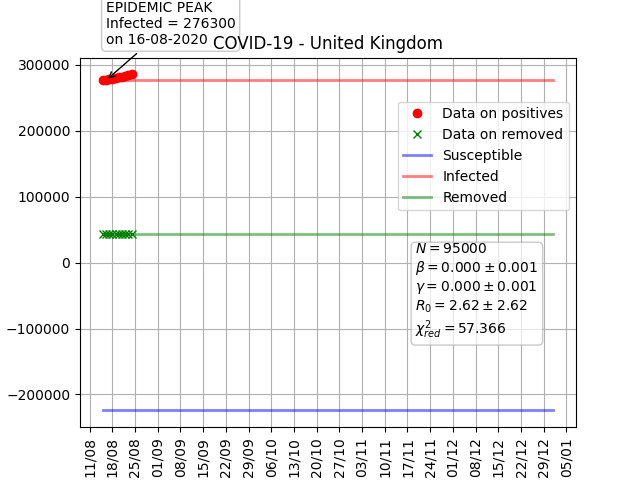 EPIDEMIC PEAK
Infected = 276300
on 16-08-2020
COVID-19 - United Kingdom
300000
200000
100000
0
−100000
−200000
Data on positives
Data on removed
Susceptible
Infected
Removed
N = 95000
β = 0.000 ± 0.001
γ = 0.000 ± 0.001
R₀ = 2.62 ± 2.62
χ²red = 57.366
11/08
18/08
25/08
01/09
08/09
15/09
22/09
29/09
06/10
13/10
20/10
27/10
03/11
10/11
17/11
24/11
01/12
08/12
15/12
22/12
29/12
05/01